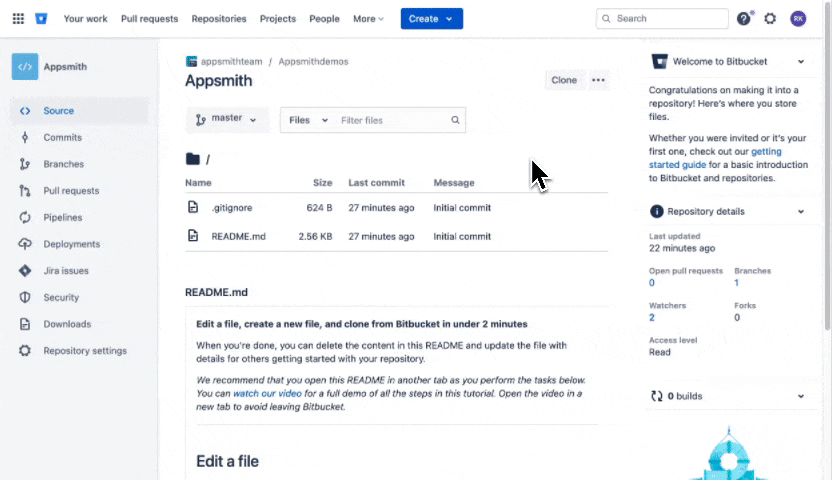 Your work Pull requests Repositories Projects People More Create Search ? RK
</> Appsmith
Source
Commits
Branches
Pull requests
Pipelines
Deployments
Jira issues
Security
Downloads
Repository settings
appsmithteam / Appsmithdemos
Appsmith
Clone
master Files Filter files
/
Name Size Last commit Message
.gitignore 624 B 27 minutes ago Initial commit
README.md 2.56 KB 27 minutes ago Initial commit
README.md
Edit a file, create a new file, and clone from Bitbucket in under 2 minutes
When you're done, you can delete the content in this README and update the file with
details for others getting started with your repository.
We recommend that you open this README in another tab as you perform the tasks below.
You can watch our video for a full demo of all the steps in this tutorial. Open the video in a
new tab to avoid leaving Bitbucket.
Edit a file
Welcome to Bitbucket
Congratulations on making it into a
repository! Here's where you store
files.
Whether you were invited or it's your
first one, check out our getting
started guide for a basic introduction
to Bitbucket and repositories.
Repository details
Last updated
22 minutes ago
Open pull requests Branches
0 1
Watchers Forks
2 0
Access level
Read
0 builds